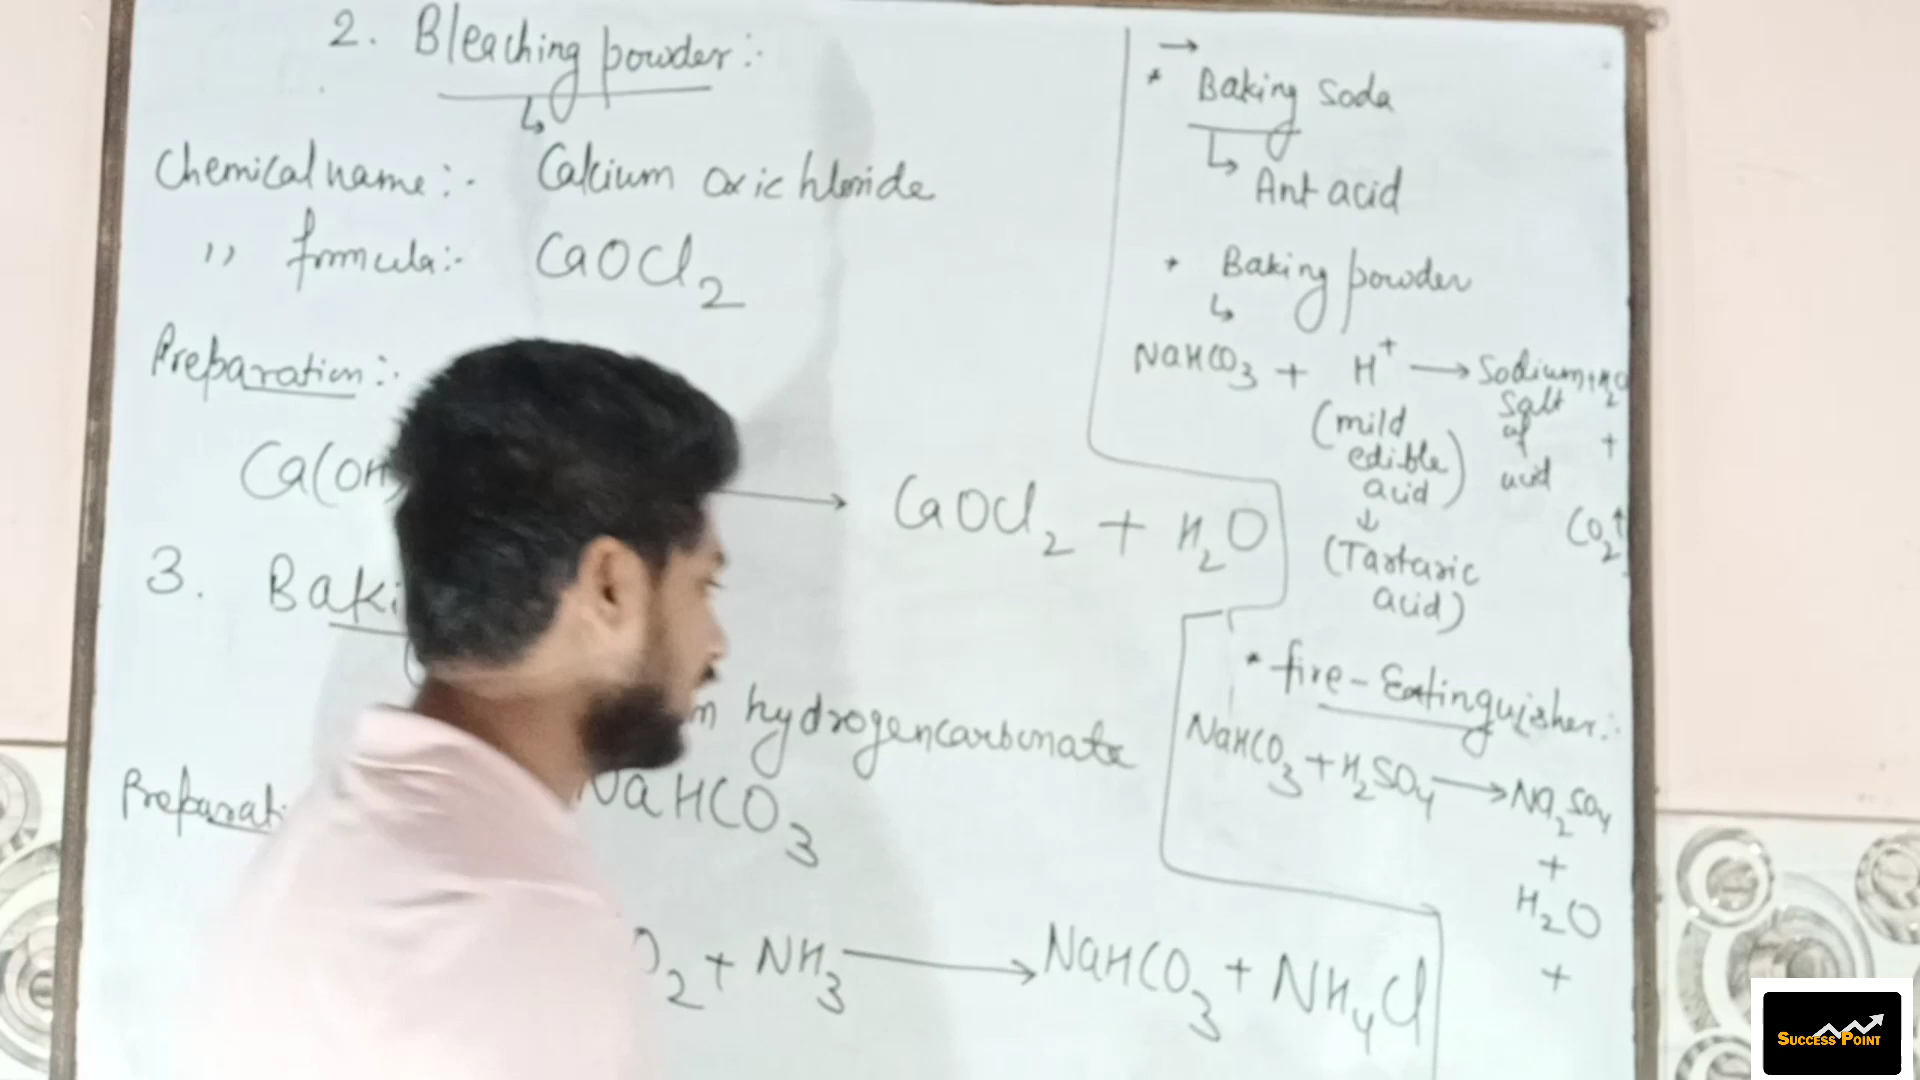 2. Bleaching powder:-
↳
Chemical name :- Calcium oxichloride
,, formula:- CaOCl2
Preparation :-
Ca(OH) → CaOCl2 + H2O
3. Baki
hydrogencarbonate
NaHCO3
Preparati
O2 + NH3 → NaHCO3 + NH4Cl
→
* Baking soda
↳ Ant acid
* Baking powder
↳
NaHCO3 + H+ → Sodium + H2O
(mild edible acid)
salt of acid
+
CO2↑
↓
(Tartaric acid)
* fire-Extinguisher:-
NaHCO3 + H2SO4 → Na2SO4
+
H2O
+
SUCCESS POINT